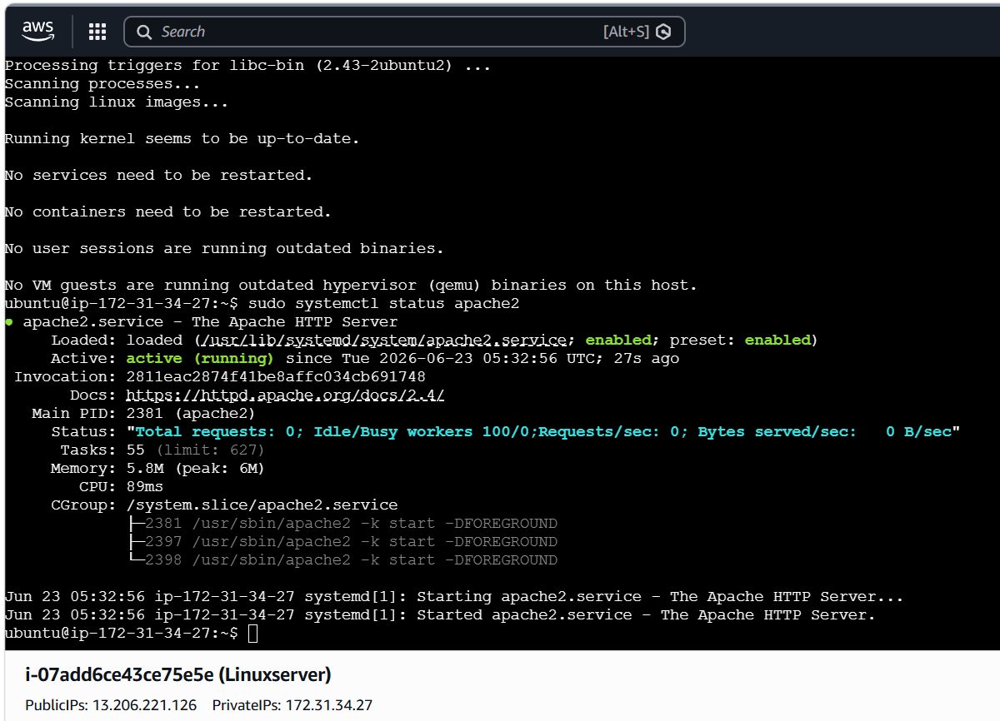 aws
Search [Alt+S]
Processing triggers for libc-bin (2.43-2ubuntu2) ...
Scanning processes...
Scanning linux images...
Running kernel seems to be up-to-date.
No services need to be restarted.
No containers need to be restarted.
No user sessions are running outdated binaries.
No VM guests are running outdated hypervisor (qemu) binaries on this host.
ubuntu@ip-172-31-34-27:~$ sudo systemctl status apache2
● apache2.service - The Apache HTTP Server
Loaded: loaded (/usr/lib/systemd/system/apache2.service; enabled; preset: enabled)
Active: active (running) since Tue 2026-06-23 05:32:56 UTC; 27s ago
Invocation: 2811eac2874f41be8affc034cb691748
Docs: https://httpd.apache.org/docs/2.4/
Main PID: 2381 (apache2)
Status: "Total requests: 0; Idle/Busy workers 100/0;Requests/sec: 0; Bytes served/sec:   0 B/sec"
Tasks: 55 (limit: 627)
Memory: 5.8M (peak: 6M)
CPU: 89ms
CGroup: /system.slice/apache2.service
├─2381 /usr/sbin/apache2 -k start -DFOREGROUND
├─2397 /usr/sbin/apache2 -k start -DFOREGROUND
└─2398 /usr/sbin/apache2 -k start -DFOREGROUND
Jun 23 05:32:56 ip-172-31-34-27 systemd[1]: Starting apache2.service - The Apache HTTP Server...
Jun 23 05:32:56 ip-172-31-34-27 systemd[1]: Started apache2.service - The Apache HTTP Server.
ubuntu@ip-172-31-34-27:~$
i-07add6ce43ce75e5e (Linuxserver)
PublicIPs: 13.206.221.126 PrivateIPs: 172.31.34.27